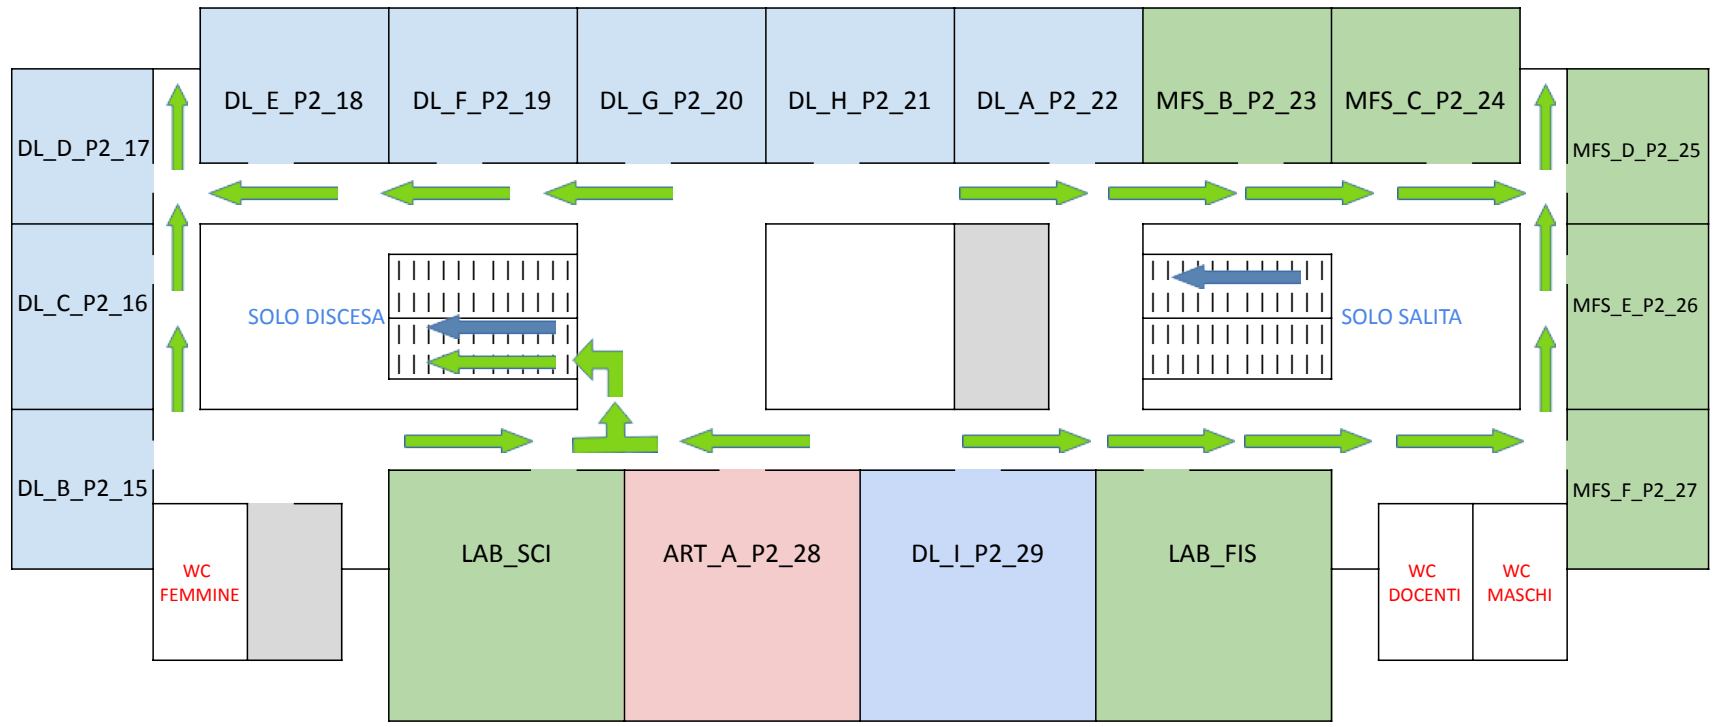 DL_E_P2_18
DL_F_P2_19
DL_G_P2_20
DL_H_P2_21
DL_A_P2_22
MFS_B_P2_23
MFS_C_P2_24
DL_D_P2_17
MFS_D_P2_25
DL_C_P2_16
SOLO DISCESA
SOLO SALITA
MFS_E_P2_26
DL_B_P2_15
MFS_F_P2_27
LAB_SCI
ART_A_P2_28
DL_I_P2_29
LAB_FIS
WC
FEMMINE
WC
DOCENTI
WC
MASCHI